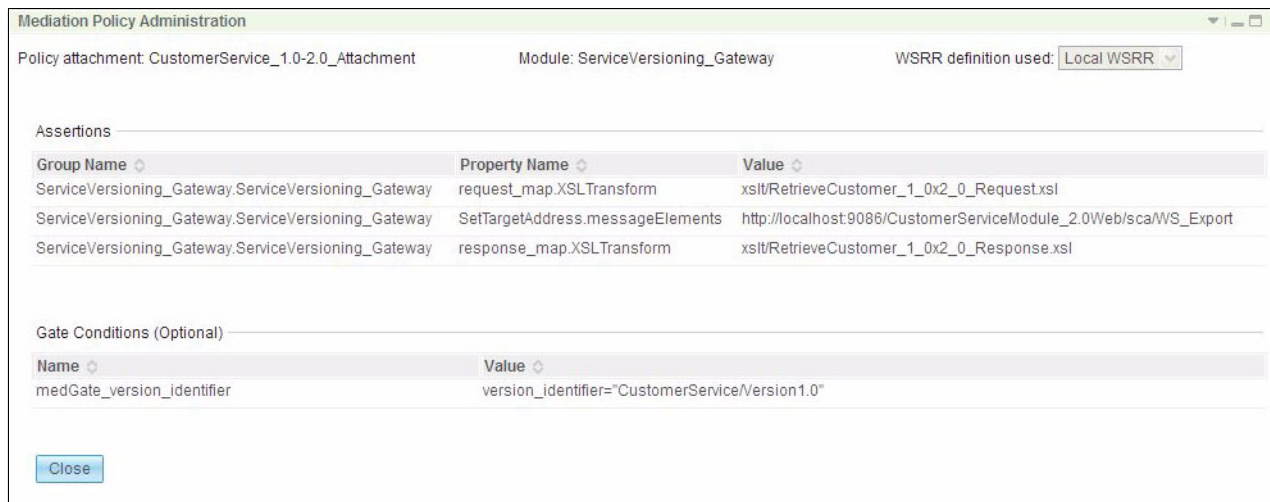 Mediation Policy Administration
Policy attachment: CustomerService_1.0-2.0_Attachment Module: ServiceVersioning_Gateway WSRR definition used: Local WSRR
Assertions
Group Name Property Name Value
ServiceVersioning_Gateway.ServiceVersioning_Gateway request_map.XSLTransform xslt/RetrieveCustomer_1_0x2_0_Request.xsl
ServiceVersioning_Gateway.ServiceVersioning_Gateway SetTargetAddress.messageElements http://localhost:9086/CustomerServiceModule_2.0Web/sca/WS_Export
ServiceVersioning_Gateway.ServiceVersioning_Gateway response_map.XSLTransform xslt/RetrieveCustomer_1_0x2_0_Response.xsl
Gate Conditions (Optional)
Name Value
medGate_version_identifier version_identifier="CustomerService/Version1.0"
Close